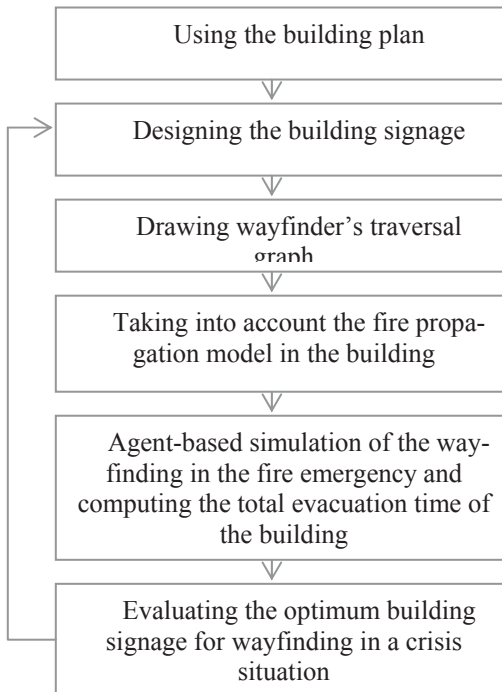 Using the building plan
Designing the building signage
Drawing wayfinder’s traversal
graph
Taking into account the fire propa-
gation model in the building
Agent-based simulation of the way-
finding in the fire emergency and
computing the total evacuation time of
the building
Evaluating the optimum building
signage for wayfinding in a crisis
situation